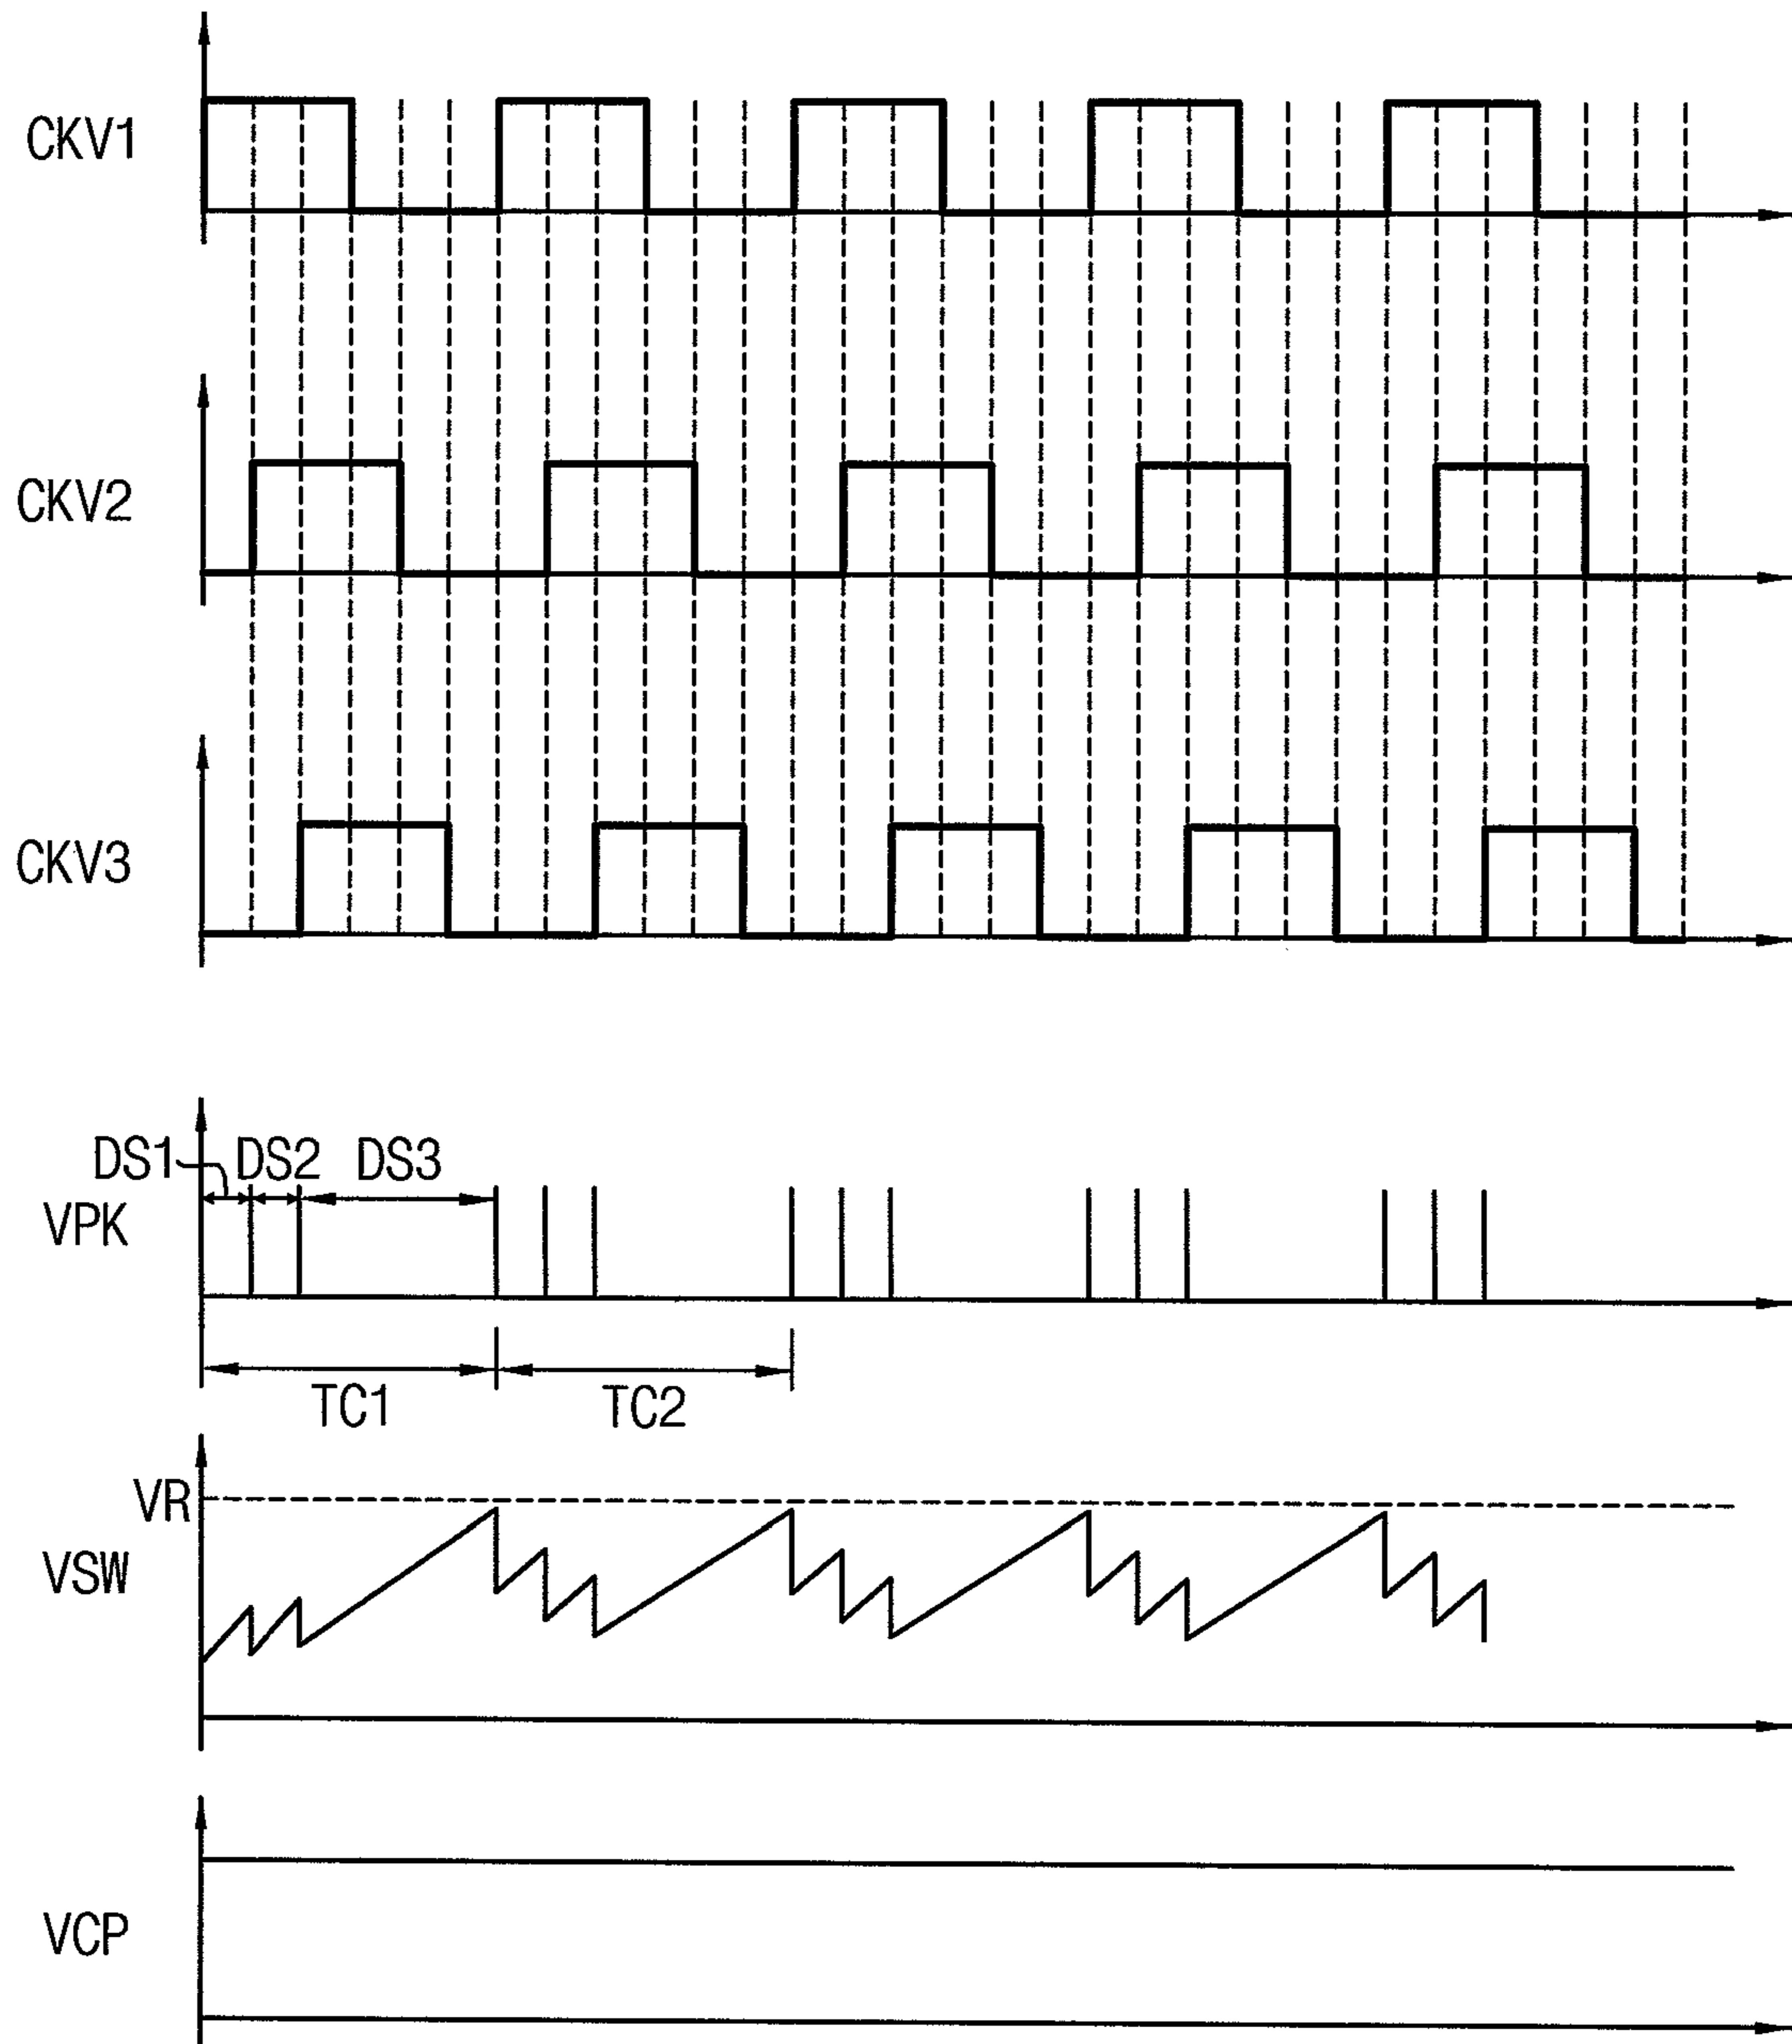 CKV1
CKV2
CKV3
DS1 DS2 DS3
VPK
TC1 TC2
VR
VSW
VCP